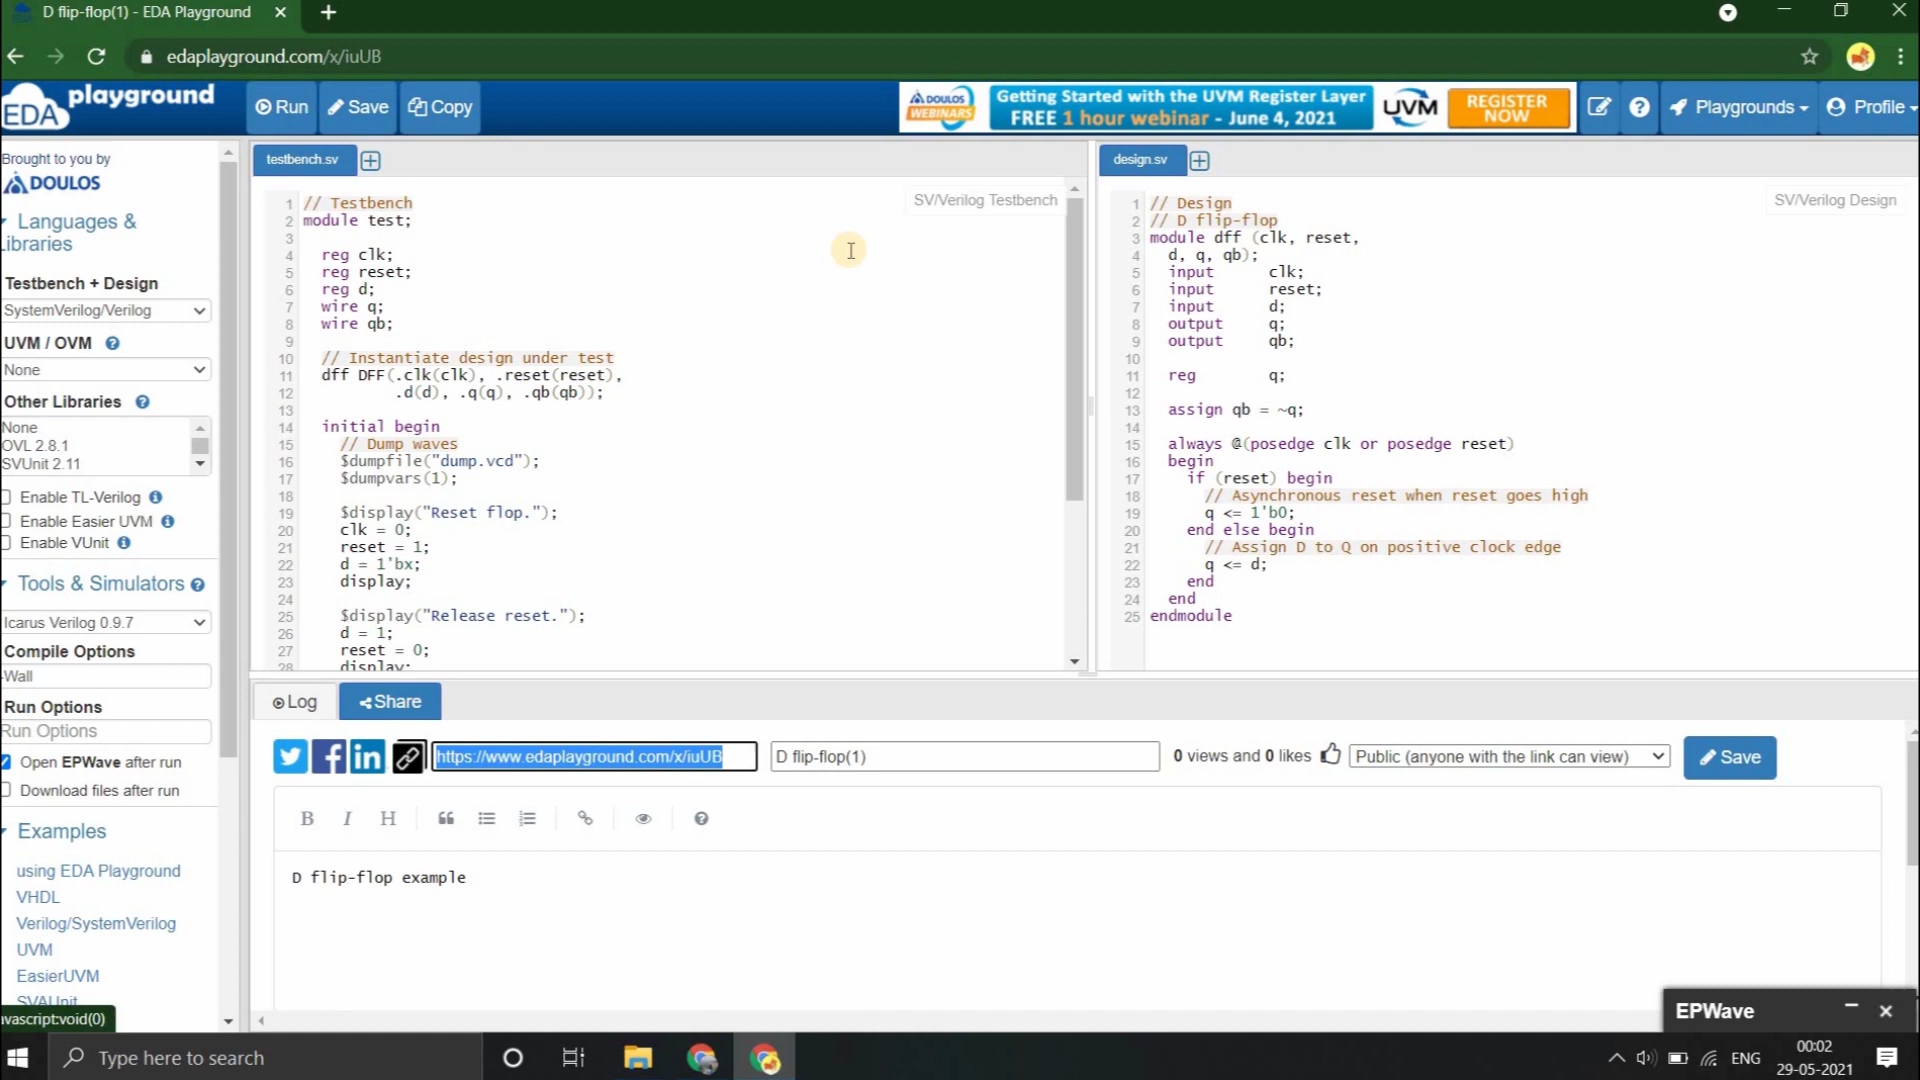 D flip-flop(1) - EDA Playground
edaplayground.com/x/iuUB
EDA playground
Run
Save
Copy
DOULOS
WEBINARS
Getting Started with the UVM Register Layer
FREE 1 hour webinar - June 4, 2021
UVM
REGISTER
NOW
Playgrounds
Profile
Brought to you by
DOULOS
Languages &
Libraries
Testbench + Design
SystemVerilog/Verilog
UVM / OVM
None
Other Libraries
None
OVL 2.8.1
SVUnit 2.11
Enable TL-Verilog
Enable Easier UVM
Enable VUnit
Tools & Simulators
Icarus Verilog 0.9.7
Compile Options
-Wall
Run Options
Run Options
Open EPWave after run
Download files after run
Examples
using EDA Playground
VHDL
Verilog/SystemVerilog
UVM
EasierUVM
SVAUnit
avascript:void(0)
testbench.sv
SV/Verilog Testbench
1 // Testbench
2 module test;
3
4 reg clk;
5 reg reset;
6 reg d;
7 wire q;
8 wire qb;
9
10 // Instantiate design under test
11 dff DFF(.clk(clk), .reset(reset),
12 .d(d), .q(q), .qb(qb));
13
14 initial begin
15 // Dump waves
16 $dumpfile("dump.vcd");
17 $dumpvars(1);
18
19 $display("Reset flop.");
20 clk = 0;
21 reset = 1;
22 d = 1'bx;
23 display;
24
25 $display("Release reset.");
26 d = 1;
27 reset = 0;
28 display;
design.sv
SV/Verilog Design
1 // Design
2 // D flip-flop
3 module dff (clk, reset,
4 d, q, qb);
5 input clk;
6 input reset;
7 input d;
8 output q;
9 output qb;
10
11 reg q;
12
13 assign qb = ~q;
14
15 always @(posedge clk or posedge reset)
16 begin
17 if (reset) begin
18 // Asynchronous reset when reset goes high
19 q <= 1'b0;
20 end else begin
21 // Assign D to Q on positive clock edge
22 q <= d;
23 end
24 end
25 endmodule
Log
Share
https://www.edaplayground.com/x/iuUB
D flip-flop(1)
0 views and 0 likes
Public (anyone with the link can view)
Save
B I H
D flip-flop example
EPWave
Type here to search
ENG
00:02
29-05-2021